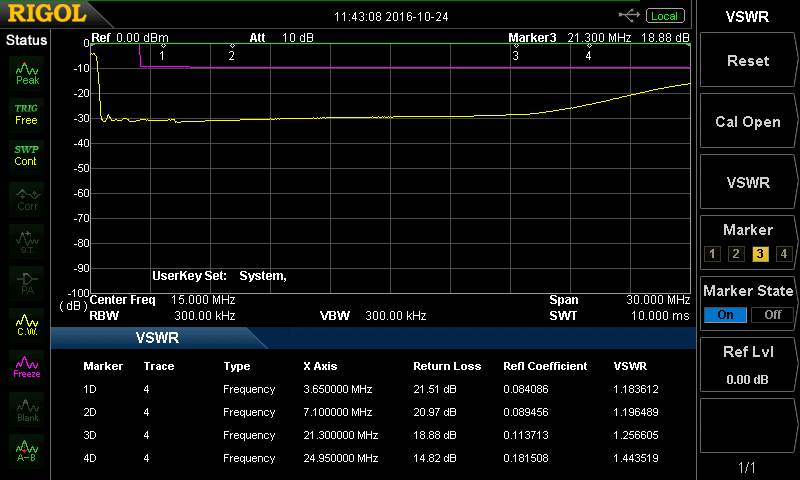 RIGOL
11:43:08 2016-10-24
Local
VSWR
Status
Ref 0.00 dBm Att 10 dB Marker3 21.300 MHz 18.88 dB
0
1 2 3 4
-10
-20
-30
-40
-50
-60
-70
-80
-90
-100
( dB )
UserKey Set: System,
Center Freq 15.000 MHz Span 30.000 MHz
RBW 300.00 kHz VBW 300.00 kHz SWT 10.000 ms
Peak
TRIG
Free
SWP
Cont
Corr
S.T.
PA
C.W.
Freeze
Blank
A-B
VSWR
Marker Trace Type X Axis Return Loss Refl Coefficient VSWR
1D 4 Frequency 3.650000 MHz 21.51 dB 0.084086 1.183612
2D 4 Frequency 7.100000 MHz 20.97 dB 0.089456 1.196489
3D 4 Frequency 21.300000 MHz 18.88 dB 0.113713 1.256605
4D 4 Frequency 24.950000 MHz 14.82 dB 0.181508 1.443519
Reset
Cal Open
VSWR
Marker
1 2 3 4
Marker State
On Off
Ref Lvl
0.00 dB
1/1